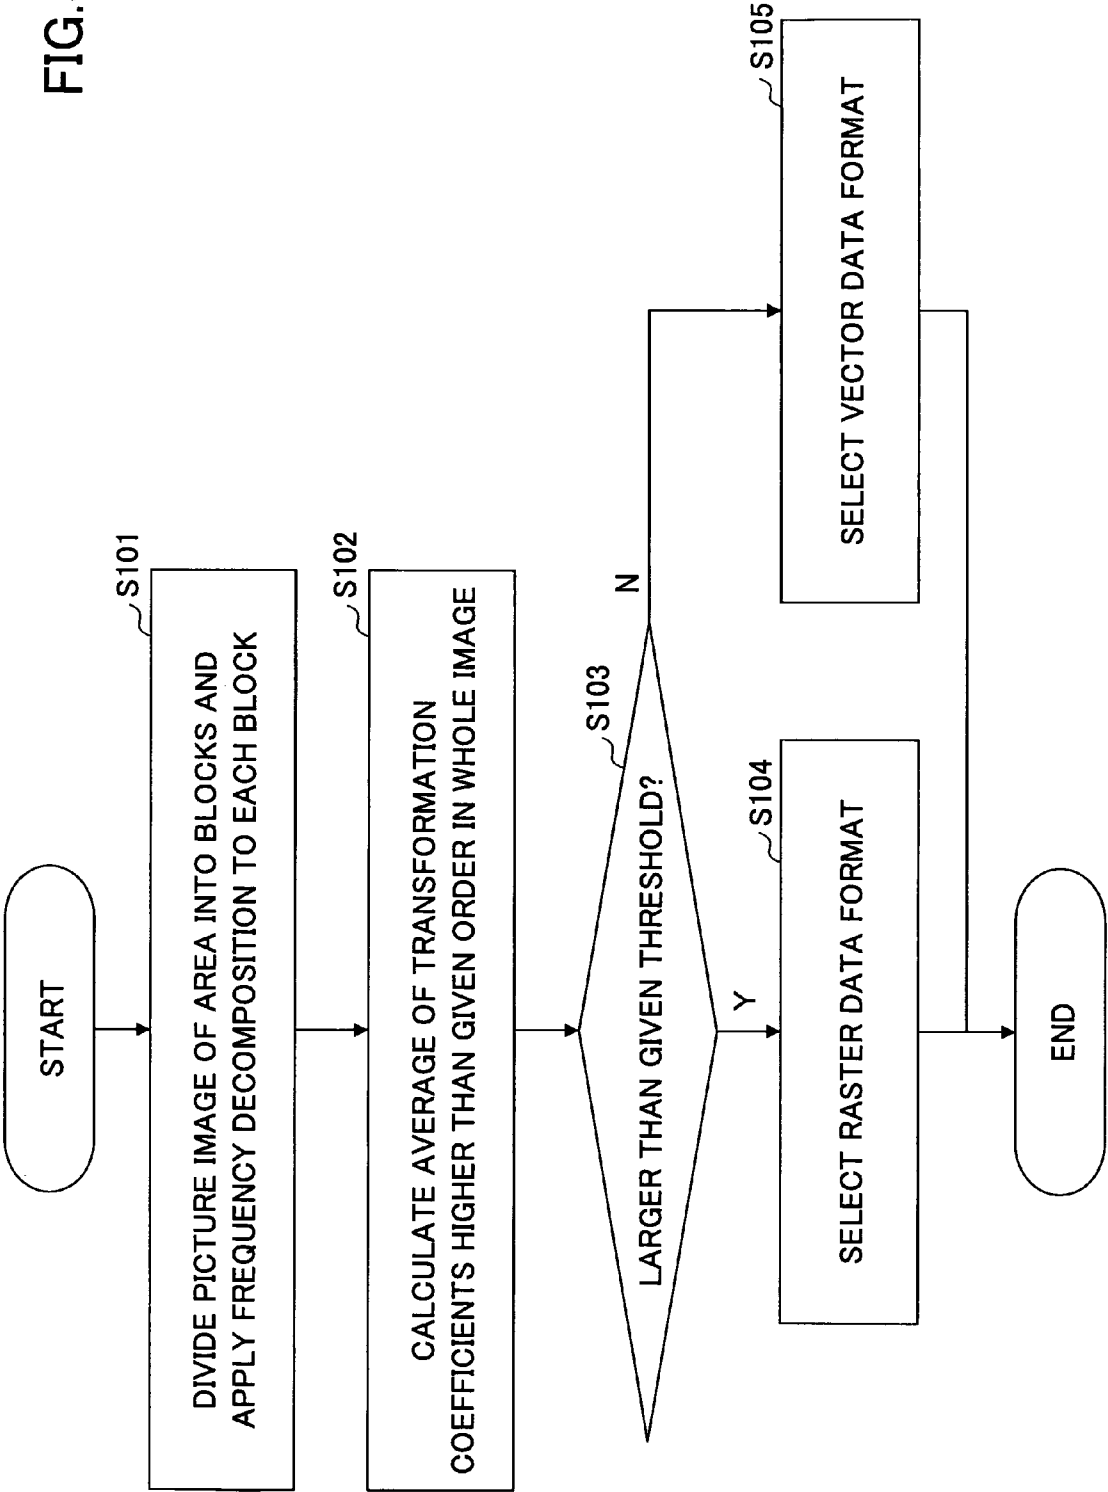 FIG.
START
S101
DIVIDE PICTURE IMAGE OF AREA INTO BLOCKS AND
APPLY FREQUENCY DECOMPOSITION TO EACH BLOCK
S102
CALCULATE AVERAGE OF TRANSFORMATION
COEFFICIENTS HIGHER THAN GIVEN ORDER IN WHOLE IMAGE
S103
LARGER THAN GIVEN THRESHOLD?
N
Y
S104
SELECT RASTER DATA FORMAT
S105
SELECT VECTOR DATA FORMAT
END